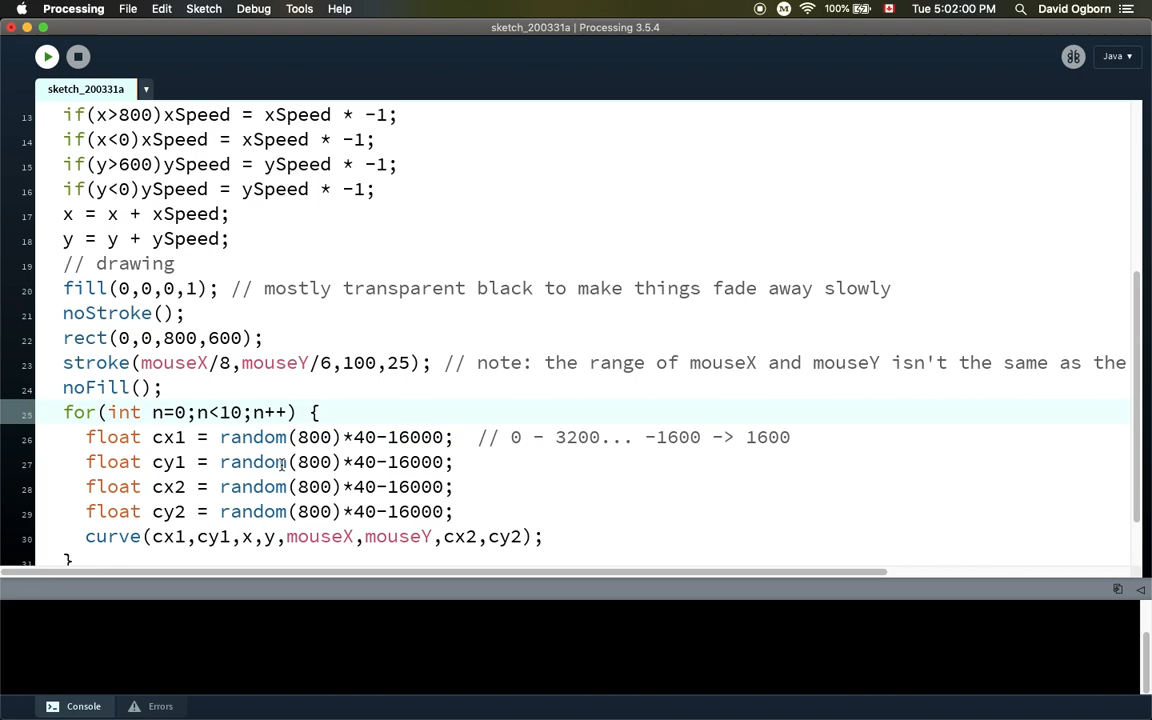 Processing File Edit Sketch Debug Tools Help M 100% Tue 5:02:00 PM David Ogborn
sketch_200331a | Processing 3.5.4
Java ▾
sketch_200331a ▾
13 if(x>800)xSpeed = xSpeed * -1;
14 if(x<0)xSpeed = xSpeed * -1;
15 if(y>600)ySpeed = ySpeed * -1;
16 if(y<0)ySpeed = ySpeed * -1;
17 x = x + xSpeed;
18 y = y + ySpeed;
19 // drawing
20 fill(0,0,0,1); // mostly transparent black to make things fade away slowly
21 noStroke();
22 rect(0,0,800,600);
23 stroke(mouseX/8,mouseY/6,100,25); // note: the range of mouseX and mouseY isn't the same as the
24 noFill();
25 for(int n=0;n<10;n++) {
26 float cx1 = random(800)*40-16000; // 0 - 3200... -1600 -> 1600
27 float cy1 = random(800)*40-16000;
28 float cx2 = random(800)*40-16000;
29 float cy2 = random(800)*40-16000;
30 curve(cx1,cy1,x,y,mouseX,mouseY,cx2,cy2);
31 }
Console Errors